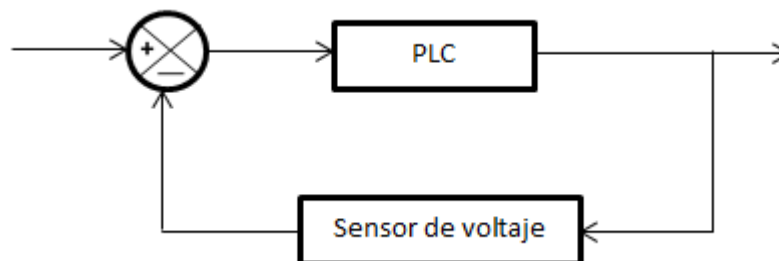 +
PLC
—
Sensor de voltaje